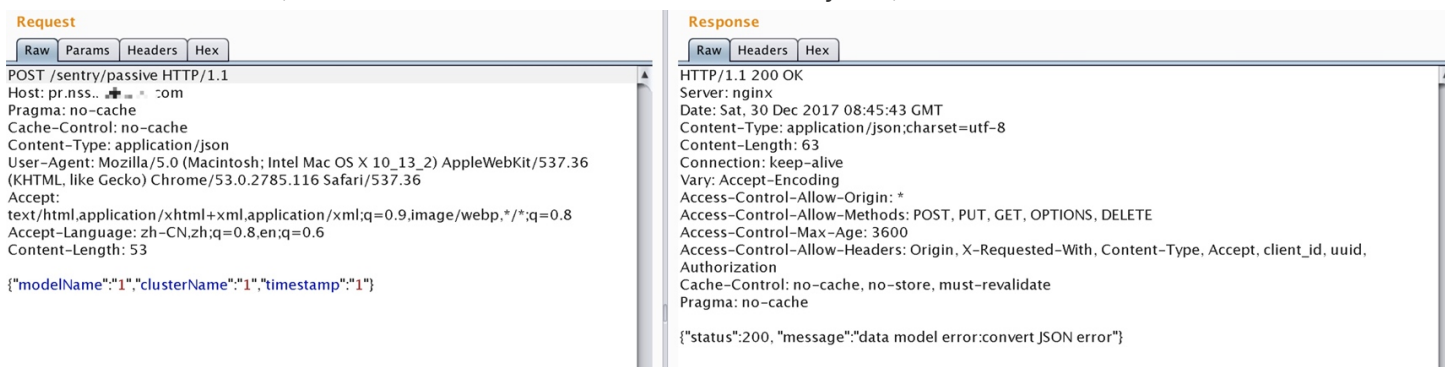 Request
Raw Params Headers Hex
POST /sentry/passive HTTP/1.1
Host: pr.nss.. com
Pragma: no-cache
Cache-Control: no-cache
Content-Type: application/json
User-Agent: Mozilla/5.0 (Macintosh; Intel Mac OS X 10_13_2) AppleWebKit/537.36
(KHTML, like Gecko) Chrome/53.0.2785.116 Safari/537.36
Accept:
text/html,application/xhtml+xml,application/xml;q=0.9,image/webp,*/*;q=0.8
Accept-Language: zh-CN,zh;q=0.8,en;q=0.6
Content-Length: 53
{"modelName":"1","clusterName":"1","timestamp":"1"}
Response
Raw Headers Hex
HTTP/1.1 200 OK
Server: nginx
Date: Sat, 30 Dec 2017 08:45:43 GMT
Content-Type: application/json;charset=utf-8
Content-Length: 63
Connection: keep-alive
Vary: Accept-Encoding
Access-Control-Allow-Origin: *
Access-Control-Allow-Methods: POST, PUT, GET, OPTIONS, DELETE
Access-Control-Max-Age: 3600
Access-Control-Allow-Headers: Origin, X-Requested-With, Content-Type, Accept, client_id, uuid,
Authorization
Cache-Control: no-cache, no-store, must-revalidate
Pragma: no-cache
{"status":200, "message":"data model error:convert JSON error"}